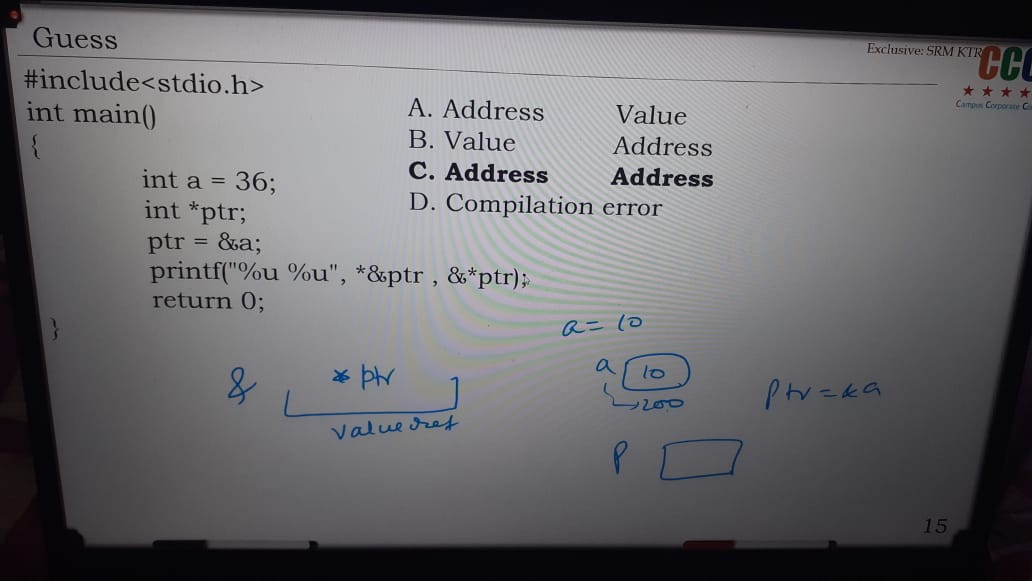 Guess
Exclusive: SRM KTR
CCC
Campus Corporate
#include<stdio.h>
int main()
{
int a = 36;
int *ptr;
ptr = &a;
printf("%u %u", *&ptr , &*ptr);
return 0;
}
A. Address Value
B. Value Address
C. Address Address
D. Compilation error
a = 10
& * ptr
value
a 10
200
ptr = &a
P
15